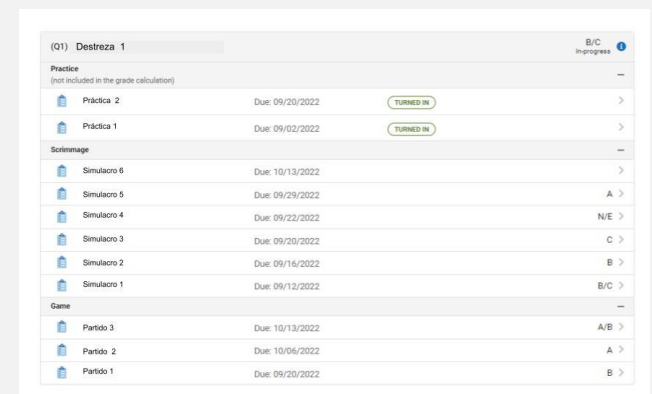 (Q1) Destreza 1
B/C
In-progress
Practice
(not included in the grade calculation)
Práctica 2 Due: 09/20/2022 TURNED IN
Práctica 1 Due: 09/02/2022 TURNED IN
Scrimmage
Simulacro 6 Due: 10/13/2022
Simulacro 5 Due: 09/29/2022 A
Simulacro 4 Due: 09/22/2022 N/E
Simulacro 3 Due: 09/20/2022 C
Simulacro 2 Due: 09/16/2022 B
Simulacro 1 Due: 09/12/2022 B/C
Game
Partido 3 Due: 10/13/2022 A/B
Partido 2 Due: 10/06/2022 A
Partido 1 Due: 09/20/2022 B